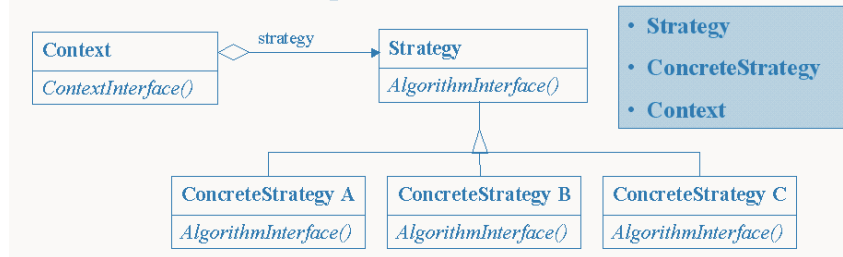 strategy
Context
ContextInterface()
Strategy
AlgorithmInterface()
• Strategy
• ConcreteStrategy
• Context
ConcreteStrategy A
AlgorithmInterface()
ConcreteStrategy B
AlgorithmInterface()
ConcreteStrategy C
AlgorithmInterface()